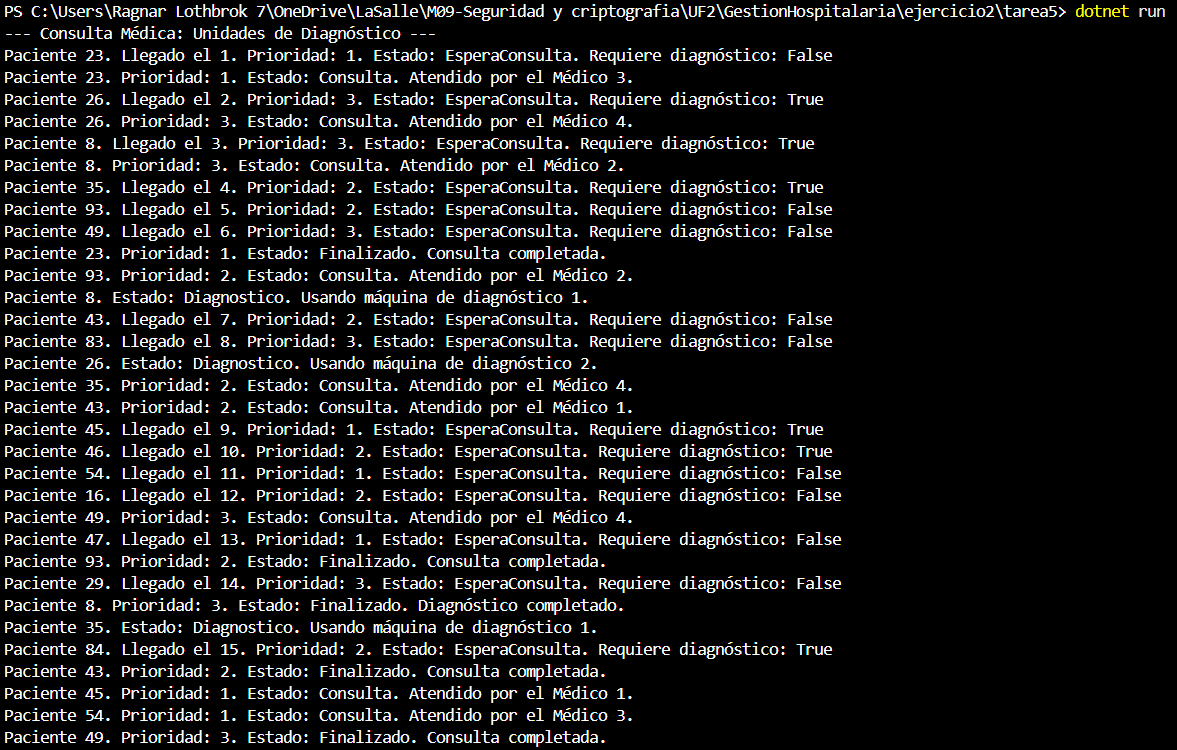 PS C:\Users\Ragnar Lothbrok 7\OneDrive\LaSalle\M09-Seguridad y criptografia\UF2\GestionHospitalaria\ejercicio2\tarea5> dotnet run
--- Consulta Médica: Unidades de Diagnóstico ---
Paciente 23. Llegado el 1. Prioridad: 1. Estado: EsperaConsulta. Requiere diagnóstico: False
Paciente 23. Prioridad: 1. Estado: Consulta. Atendido por el Médico 3.
Paciente 26. Llegado el 2. Prioridad: 3. Estado: EsperaConsulta. Requiere diagnóstico: True
Paciente 26. Prioridad: 3. Estado: Consulta. Atendido por el Médico 4.
Paciente 8. Llegado el 3. Prioridad: 3. Estado: EsperaConsulta. Requiere diagnóstico: True
Paciente 8. Prioridad: 3. Estado: Consulta. Atendido por el Médico 2.
Paciente 35. Llegado el 4. Prioridad: 2. Estado: EsperaConsulta. Requiere diagnóstico: True
Paciente 93. Llegado el 5. Prioridad: 2. Estado: EsperaConsulta. Requiere diagnóstico: False
Paciente 49. Llegado el 6. Prioridad: 3. Estado: EsperaConsulta. Requiere diagnóstico: False
Paciente 23. Prioridad: 1. Estado: Finalizado. Consulta completada.
Paciente 93. Prioridad: 2. Estado: Consulta. Atendido por el Médico 2.
Paciente 8. Estado: Diagnostico. Usando máquina de diagnóstico 1.
Paciente 43. Llegado el 7. Prioridad: 2. Estado: EsperaConsulta. Requiere diagnóstico: False
Paciente 83. Llegado el 8. Prioridad: 3. Estado: EsperaConsulta. Requiere diagnóstico: False
Paciente 26. Estado: Diagnostico. Usando máquina de diagnóstico 2.
Paciente 35. Prioridad: 2. Estado: Consulta. Atendido por el Médico 4.
Paciente 43. Prioridad: 2. Estado: Consulta. Atendido por el Médico 1.
Paciente 45. Llegado el 9. Prioridad: 1. Estado: EsperaConsulta. Requiere diagnóstico: True
Paciente 46. Llegado el 10. Prioridad: 2. Estado: EsperaConsulta. Requiere diagnóstico: True
Paciente 54. Llegado el 11. Prioridad: 1. Estado: EsperaConsulta. Requiere diagnóstico: False
Paciente 16. Llegado el 12. Prioridad: 2. Estado: EsperaConsulta. Requiere diagnóstico: False
Paciente 49. Prioridad: 3. Estado: Consulta. Atendido por el Médico 4.
Paciente 47. Llegado el 13. Prioridad: 1. Estado: EsperaConsulta. Requiere diagnóstico: False
Paciente 93. Prioridad: 2. Estado: Finalizado. Consulta completada.
Paciente 29. Llegado el 14. Prioridad: 3. Estado: EsperaConsulta. Requiere diagnóstico: False
Paciente 8. Prioridad: 3. Estado: Finalizado. Diagnóstico completado.
Paciente 35. Estado: Diagnostico. Usando máquina de diagnóstico 1.
Paciente 84. Llegado el 15. Prioridad: 2. Estado: EsperaConsulta. Requiere diagnóstico: True
Paciente 43. Prioridad: 2. Estado: Finalizado. Consulta completada.
Paciente 45. Prioridad: 1. Estado: Consulta. Atendido por el Médico 1.
Paciente 54. Prioridad: 1. Estado: Consulta. Atendido por el Médico 3.
Paciente 49. Prioridad: 3. Estado: Finalizado. Consulta completada.